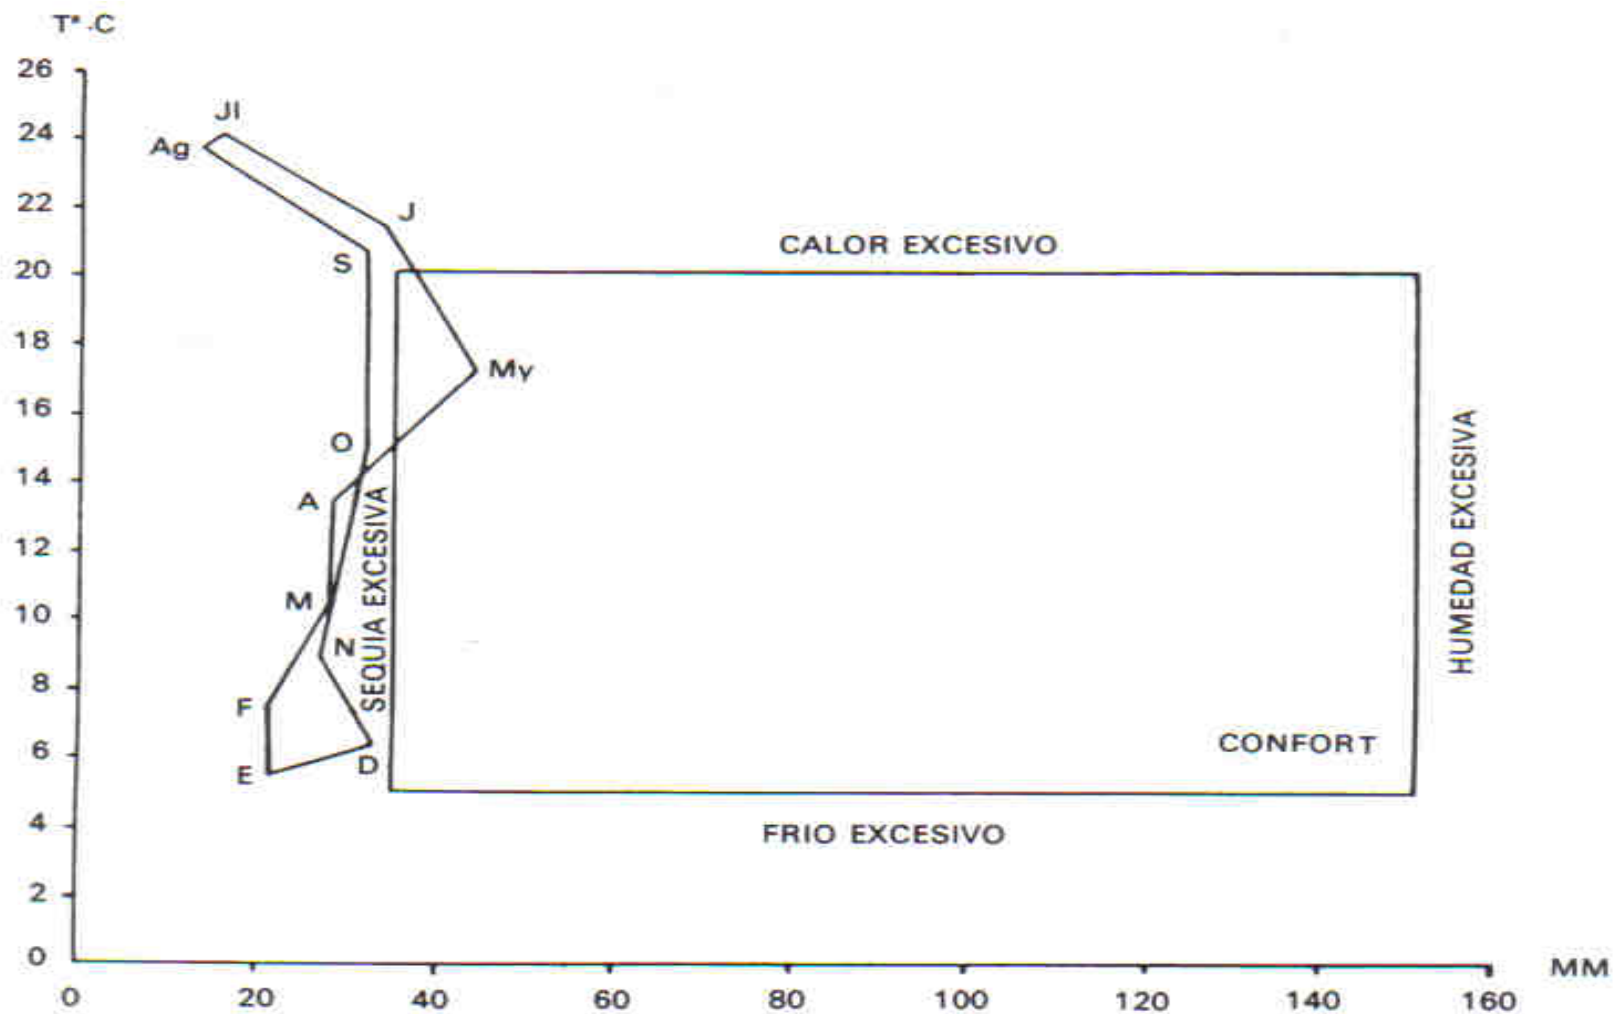 Tª.C
26
24
22
20
18
16
14
12
10
8
6
4
2
0
Jl
Ag
J
S
My
O
A
M
N
F
E
D
CALOR EXCESIVO
SEQUIA EXCESIVA
HUMEDAD EXCESIVA
CONFORT
FRIO EXCESIVO
0 20 40 60 80 100 120 140 160 MM